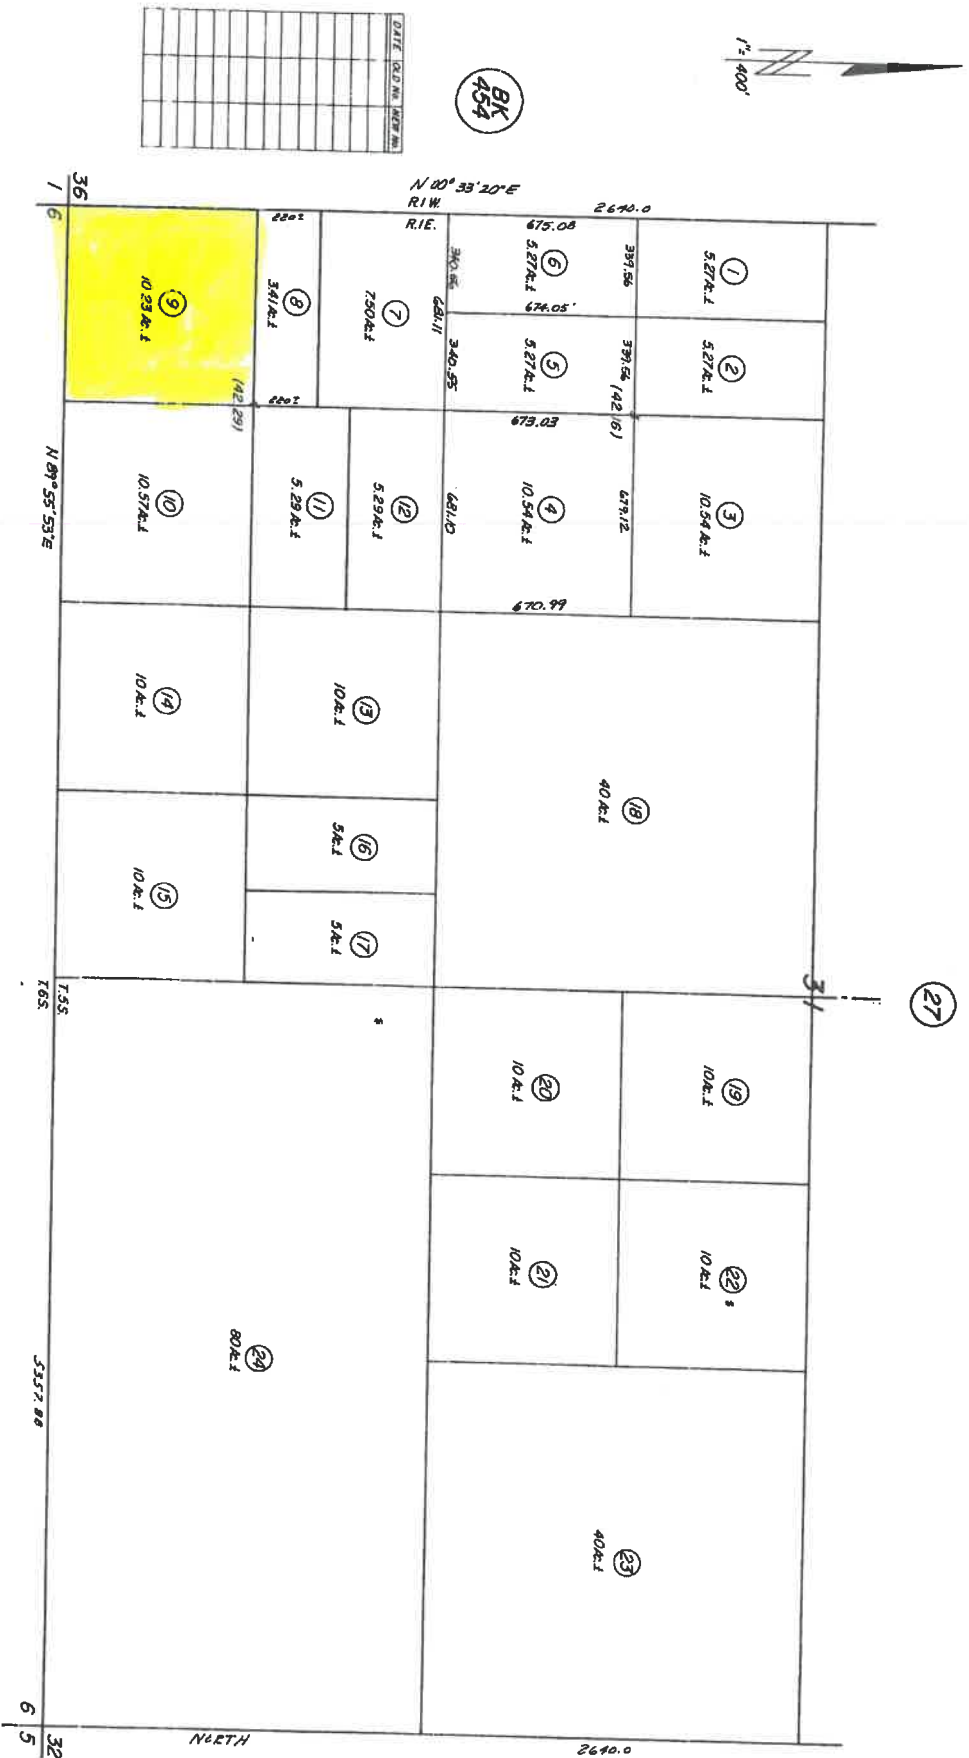 1"= 400'
N
DATE OLD NO. NEW NO.
BK
454
27
N 00° 33' 20" E
R.I.W.
R.I.E.
2640.0
36
1
6
31
1
5.27 Ac.±
2
5.27 Ac.±
3
10.54 Ac.±
339.56
339.56
(42.16)
679.12
675.08
6
5.27 Ac.±
674.05'
5
5.27 Ac.±
673.03
4
10.54 Ac.±
670.99
340.55
681.11
681.10
7
7.50 Ac.±
220±
8
3.41 Ac.±
220±
9
10.23 Ac.±
(42.29)
12
5.29 Ac.±
11
5.29 Ac.±
10
10.57 Ac.±
13
10 Ac.±
14
10 Ac.±
16
5 Ac.±
17
5 Ac.±
15
10 Ac.±
18
40 Ac.±
19
10 Ac.±
20
10 Ac.±
22
10 Ac.±
21
10 Ac.±
23
40 Ac.±
24
80 Ac.±
N 89° 55' 53" E
T.5S.
T.6S.
5357.88
NORTH
2640.0
32
6
5